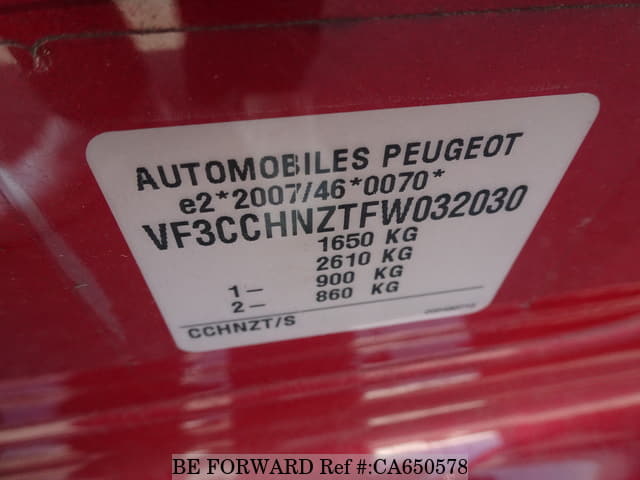 AUTOMOBILES PEUGEOT
e2*2007/46*0070*
VF3CCHNZTFW032030
1650 KG
2610 KG
1- 900 KG
2- 860 KG
CCHNZT/S
BE FORWARD Ref #:CA650578